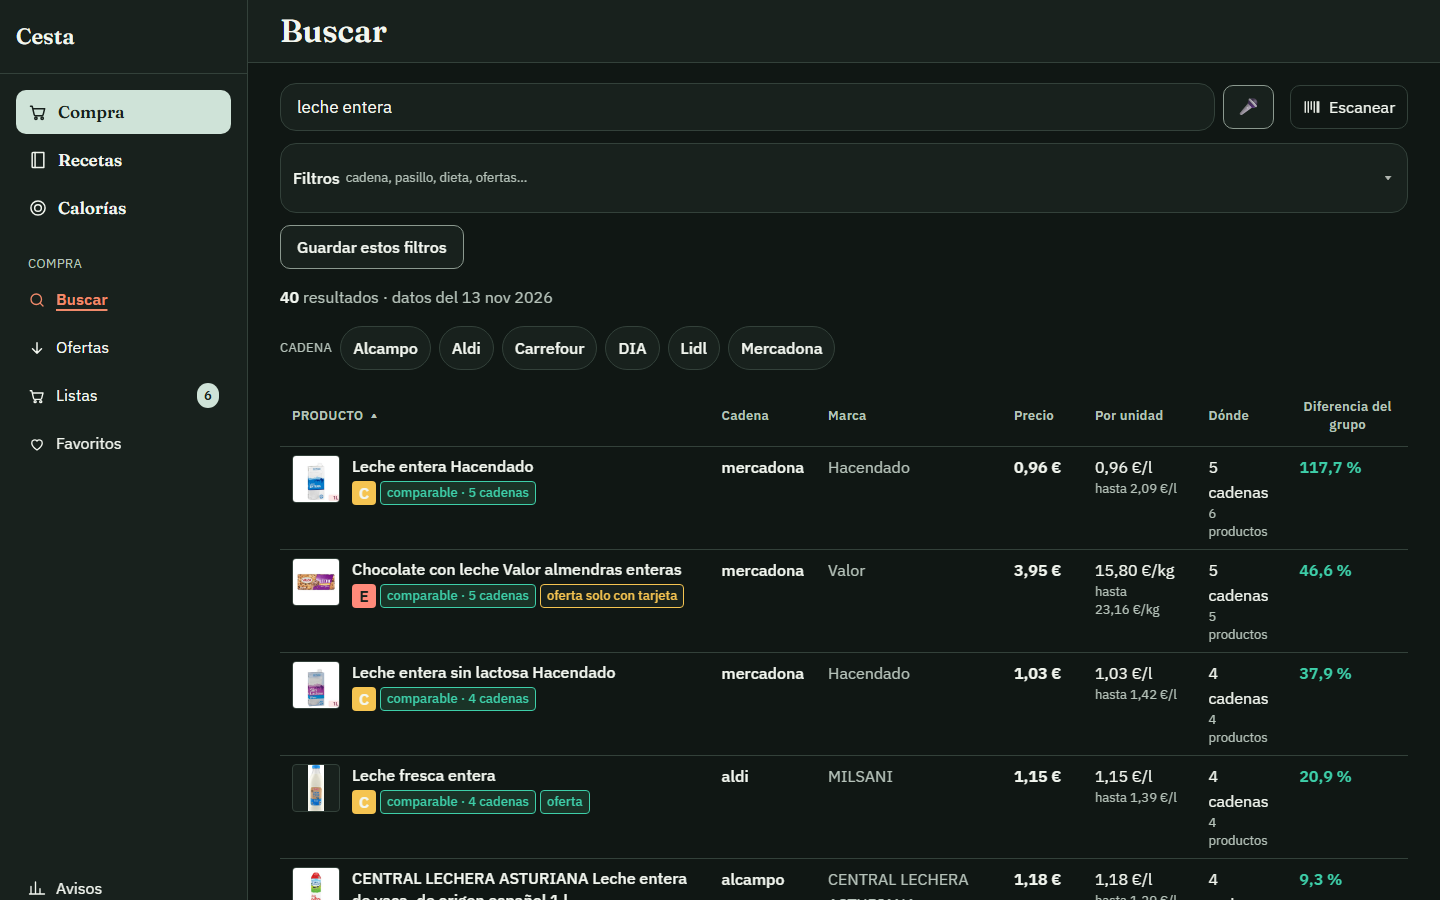 Cesta
Compra
Recetas
Calorías
COMPRA
Buscar
Ofertas
Listas 6
Favoritos
Avisos
Buscar
leche entera
Escanear
Filtros cadena, pasillo, dieta, ofertas...
Guardar estos filtros
40 resultados · datos del 13 nov 2026
CADENA Alcampo Aldi Carrefour DIA Lidl Mercadona
PRODUCTO Cadena Marca Precio Por unidad Dónde Diferencia del grupo
Leche entera Hacendado mercadona Hacendado 0,96 € 0,96 €/l 5 cadenas 117,7 %
C comparable · 5 cadenas hasta 2,09 €/l 6 productos
Chocolate con leche Valor almendras enteras mercadona Valor 3,95 € 15,80 €/kg 5 cadenas 46,6 %
E comparable · 5 cadenas oferta solo con tarjeta hasta 23,16 €/kg 5 productos
Leche entera sin lactosa Hacendado mercadona Hacendado 1,03 € 1,03 €/l 4 cadenas 37,9 %
C comparable · 4 cadenas hasta 1,42 €/l 4 productos
Leche fresca entera aldi MILSANI 1,15 € 1,15 €/l 4 cadenas 20,9 %
C comparable · 4 cadenas oferta hasta 1,39 €/l 4 productos
CENTRAL LECHERA ASTURIANA Leche entera alcampo CENTRAL LECHERA 1,18 € 1,18 €/l 4 9,3 %
de vaca, de origen español 1 l